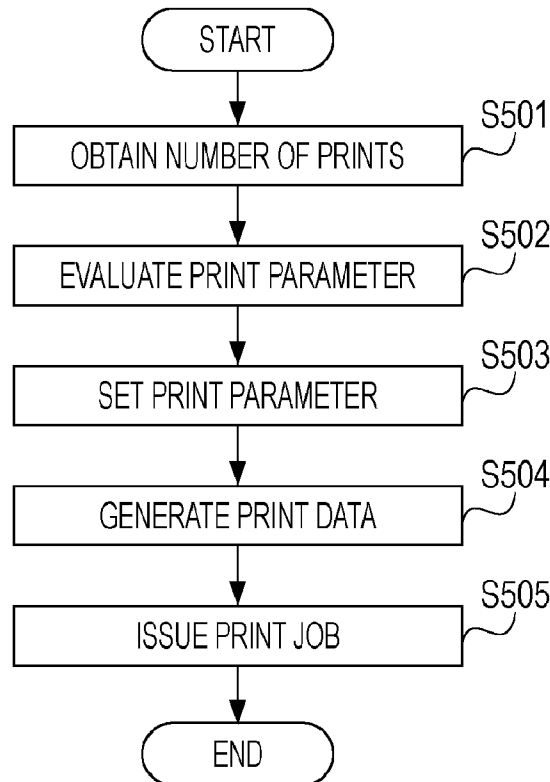 START
S501
OBTAIN NUMBER OF PRINTS
S502
EVALUATE PRINT PARAMETER
S503
SET PRINT PARAMETER
S504
GENERATE PRINT DATA
S505
ISSUE PRINT JOB
END